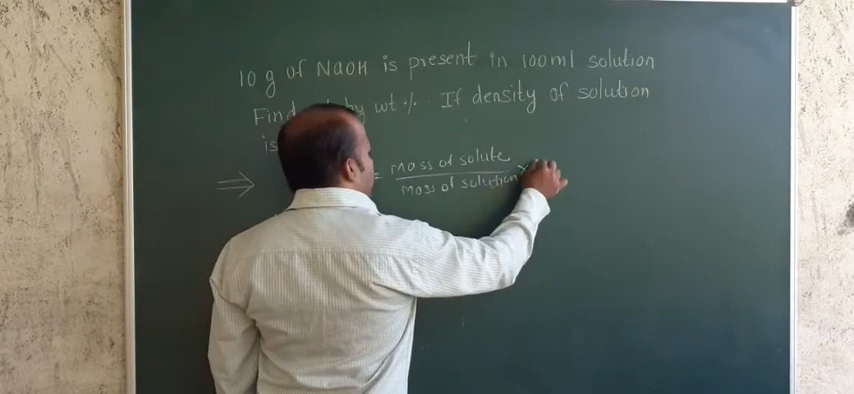 10 g of NaOH is present in 100ml solution
Find by wt %. If density of solution
is
⇒ = Mass of solute
Mass of solution ×